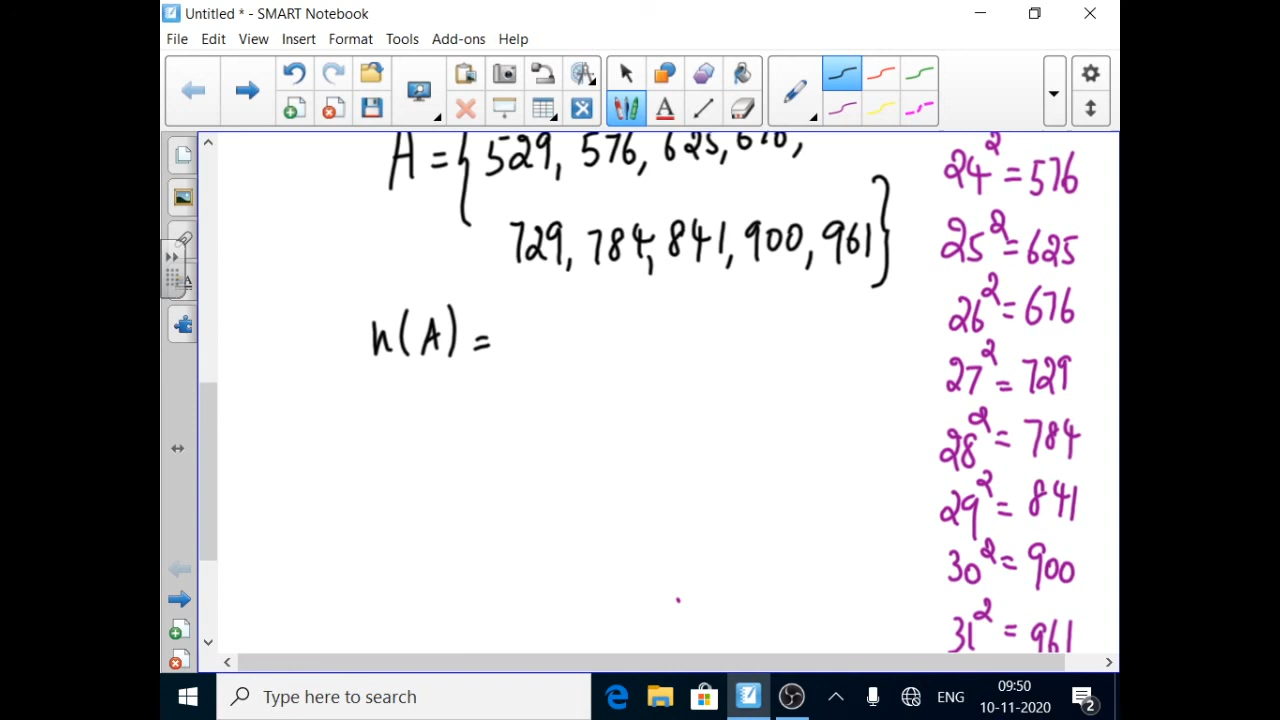 Untitled * - SMART Notebook
File Edit View Insert Format Tools Add-ons Help
A = { 529, 576, 625, 676,
729, 784, 841, 900, 961 }
n(A) =
24² = 576
25² = 625
26² = 676
27² = 729
28² = 784
29² = 841
30² = 900
31² = 961
Type here to search
ENG
09:50
10-11-2020
2